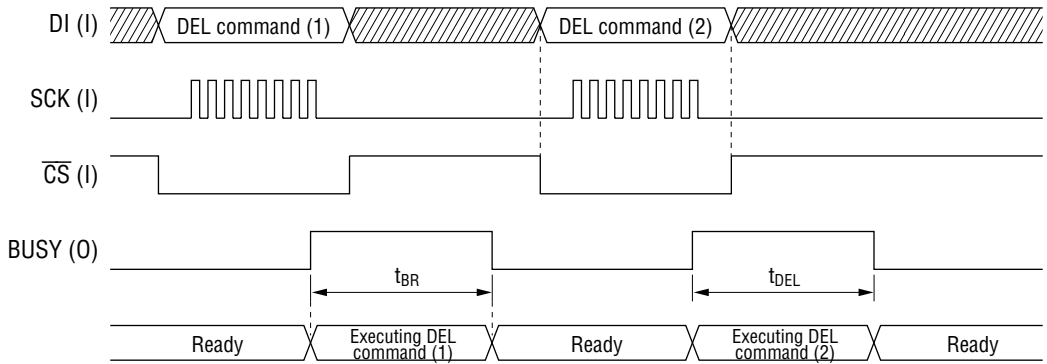 DI (I)
DEL command (1)
DEL command (2)
SCK (I)
CS (I)
BUSY (O)
tBR
tDEL
Ready
Executing DEL
command (1)
Ready
Executing DEL
command (2)
Ready